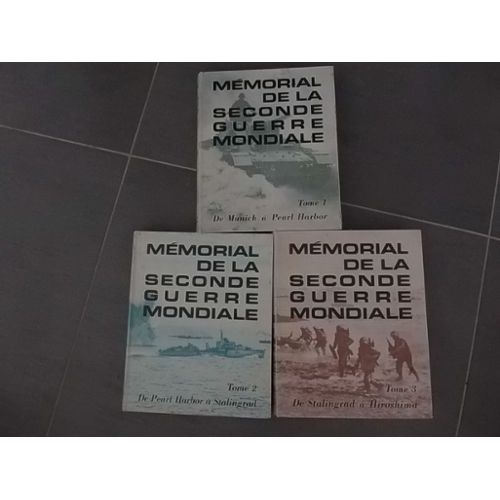 MÉMORIAL
DE LA
SECONDE
GUERRE
MONDIALE
Tome 1
De Munich à Pearl Harbor
MÉMORIAL
DE LA
SECONDE
GUERRE
MONDIALE
Tome 2
De Pearl Harbor à Stalingrad
MÉMORIAL
DE LA
SECONDE
GUERRE
MONDIALE
Tome 3
De Stalingrad à Hiroshima